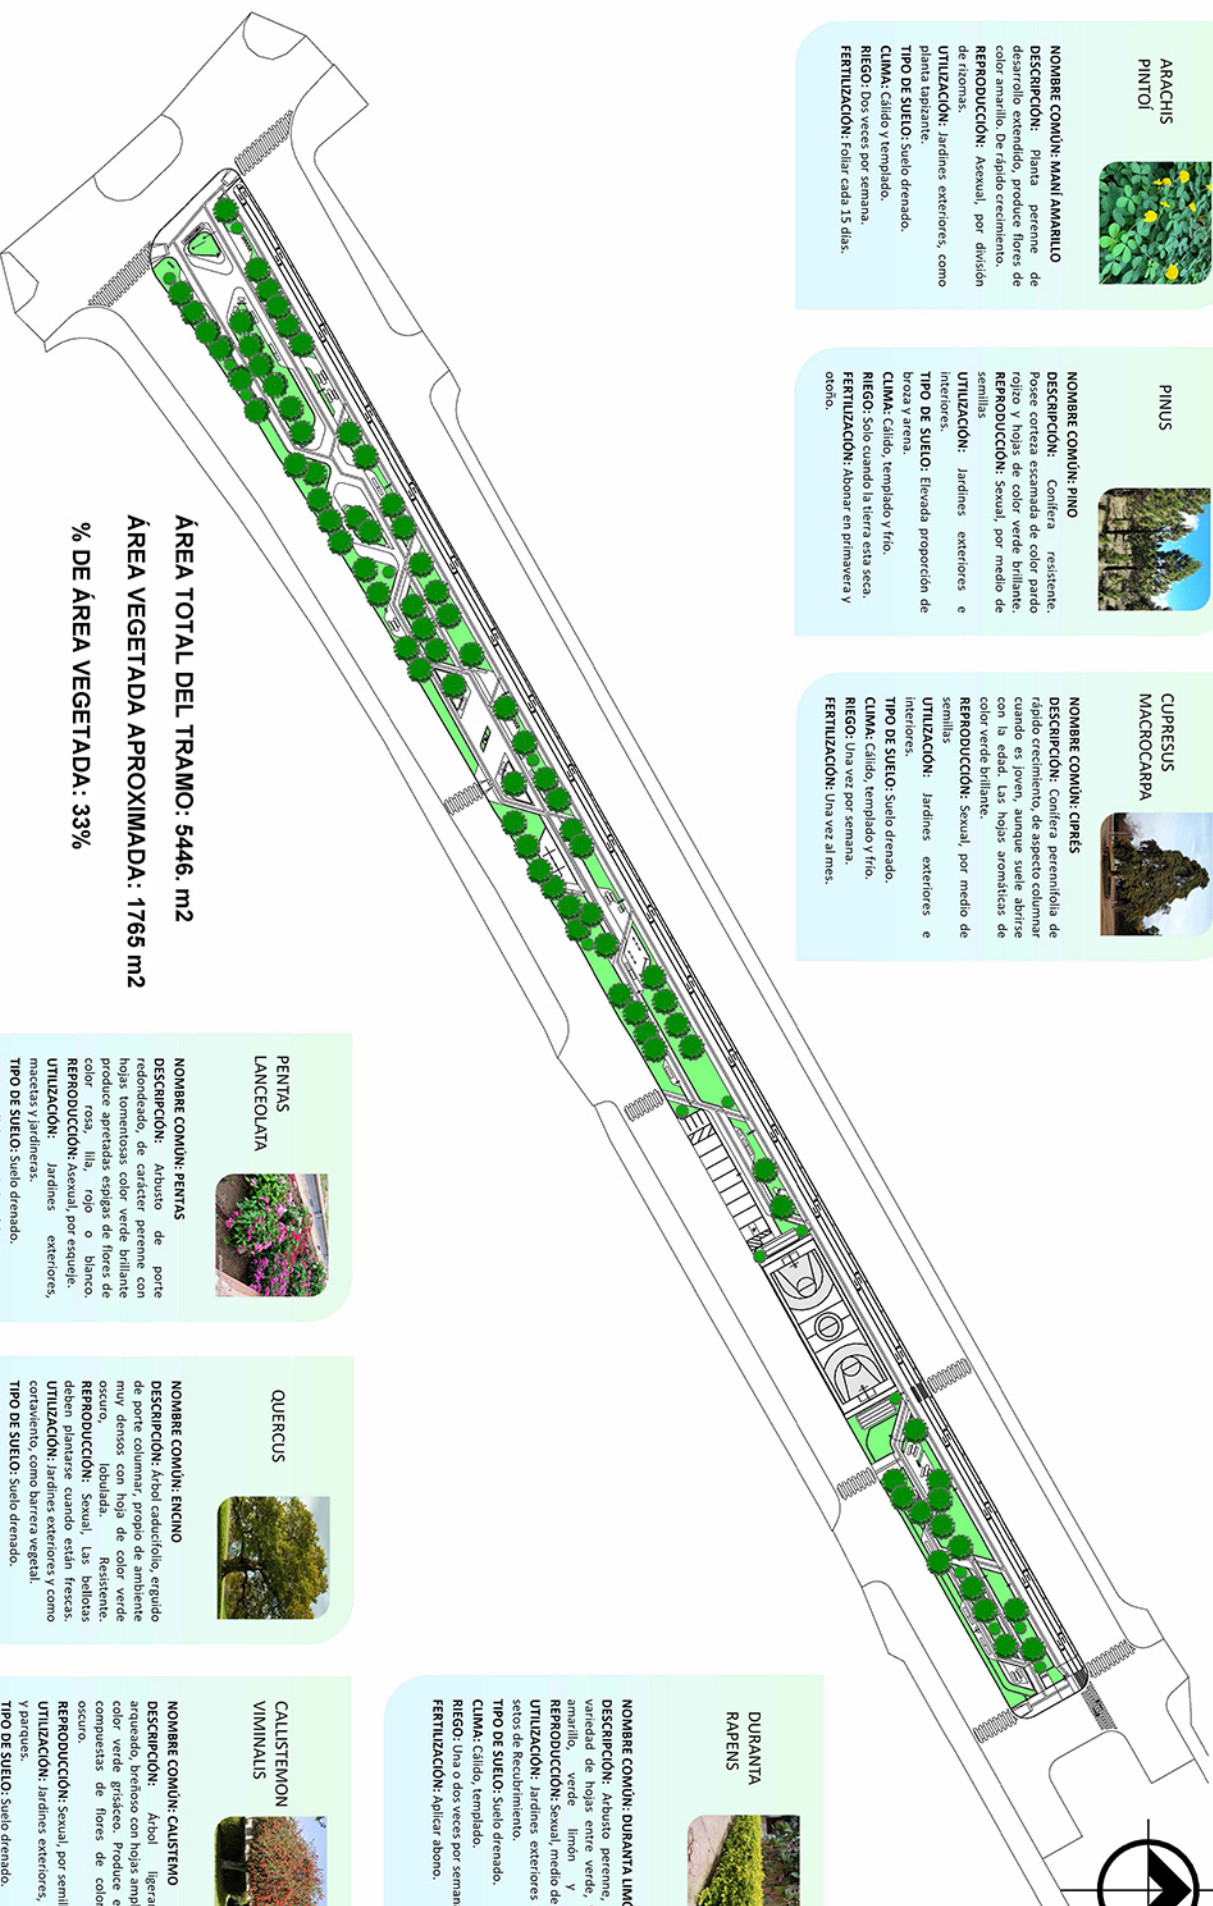 ARACHIS
PINTOÍ
NOMBRE COMÚN: MANÍ AMARILLO
DESCRIPCIÓN: Planta perenne de
desarrollo extendido, produce flores de
color amarillo. De rápido crecimiento.
REPRODUCCIÓN: Asexual, por división
de rizomas.
UTILIZACIÓN: Jardines exteriores, como
planta tapizante.
TIPO DE SUELO: Suelo drenado.
CLIMA: Cálido y templado.
RIEGO: Dos veces por semana.
FERTILIZACIÓN: Foliar cada 15 días.
PINUS
NOMBRE COMÚN: PINO
DESCRIPCIÓN: Conífera resistente.
Posee corteza escamada de color pardo
rojizo y hojas de color verde brillante.
REPRODUCCIÓN: Sexual, por medio de
semillas
UTILIZACIÓN: Jardines exteriores e
interiores.
TIPO DE SUELO: Elevada proporción de
broza y arena.
CLIMA: Cálido, templado y frío.
RIEGO: Solo cuando la tierra esta seca.
FERTILIZACIÓN: Abonar en primavera y
otoño.
CUPRESUS
MACROCARPA
NOMBRE COMÚN: CIPRÉS
DESCRIPCIÓN: Conífera perennifolia de
rápido crecimiento, de aspecto columnar
cuando es joven, aunque suele abrirse
con la edad. Las hojas aromáticas de
color verde brillante.
REPRODUCCIÓN: Sexual, por medio de
semillas
UTILIZACIÓN: Jardines exteriores e
interiores.
TIPO DE SUELO: Suelo drenado.
CLIMA: Cálido, templado y frío.
RIEGO: Una vez por semana.
FERTILIZACIÓN: Una vez al mes.
ÁREA TOTAL DEL TRAMO: 5446. m2
ÁREA VEGETADA APROXIMADA: 1765 m2
% DE ÁREA VEGETADA: 33%
PENTAS
LANCEOLATA
NOMBRE COMÚN: PENTAS
DESCRIPCIÓN: Arbusto de porte
redondeado, de carácter perenne con
hojas tomentosas color verde brillante
produce apretadas espigas de flores de
color rosa, lila, rojo o blanco.
REPRODUCCIÓN: Asexual, por esqueje.
UTILIZACIÓN: Jardines exteriores,
macetas y jardineras.
TIPO DE SUELO: Suelo drenado.
QUERCUS
NOMBRE COMÚN: ENCINO
DESCRIPCIÓN: Árbol caducifolio, erguido
de porte columnar, propio de ambiente
muy densos con hoja de color verde
oscuro, lobulada. Resistente.
REPRODUCCIÓN: Sexual, Las bellotas
deben plantarse cuando están frescas.
UTILIZACIÓN: Jardines exteriores y como
cortaviento, como barrera vegetal.
TIPO DE SUELO: Suelo drenado.
CALLISTEMON
VIMINALIS
NOMBRE COMÚN: CALISTEMO
DESCRIPCIÓN: Árbol
arqueado, breñoso con hojas
color verde grisáceo. Produce
compuestas de flores de color
oscuro.
REPRODUCCIÓN: Sexual, por
UTILIZACIÓN: Jardines exteriores,
y parques.
TIPO DE SUELO: Suelo drenado.
DURANTA
RAPENS
NOMBRE COMÚN: DURANTA
DESCRIPCIÓN: Arbusto perenne,
variedad de hojas entre verde,
amarillo, verde limón y
REPRODUCCIÓN: Sexual, medio de
UTILIZACIÓN: Jardines exteriores
setos de Recubrimiento.
TIPO DE SUELO: Suelo drenado.
CLIMA: Cálido, templado.
RIEGO: Una o dos veces por
FERTILIZACIÓN: Aplicar abono.